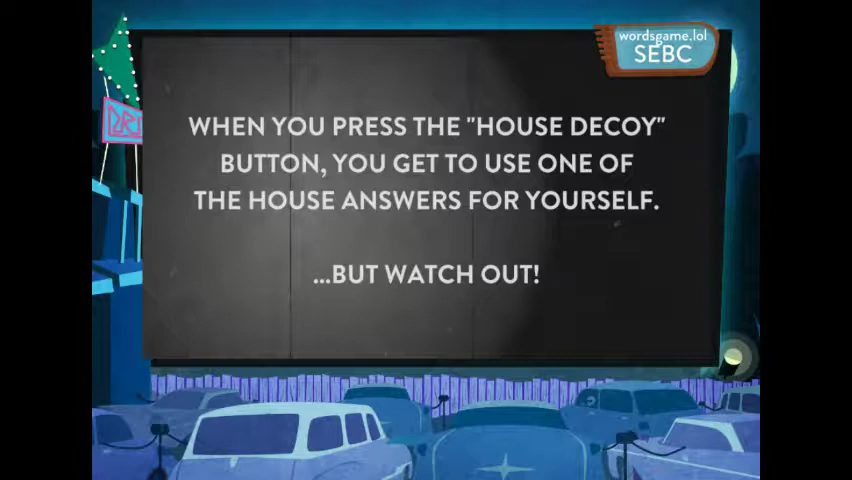 wordsgame.lol
SEBC
DRI
WHEN YOU PRESS THE "HOUSE DECOY"
BUTTON, YOU GET TO USE ONE OF
THE HOUSE ANSWERS FOR YOURSELF.
...BUT WATCH OUT!